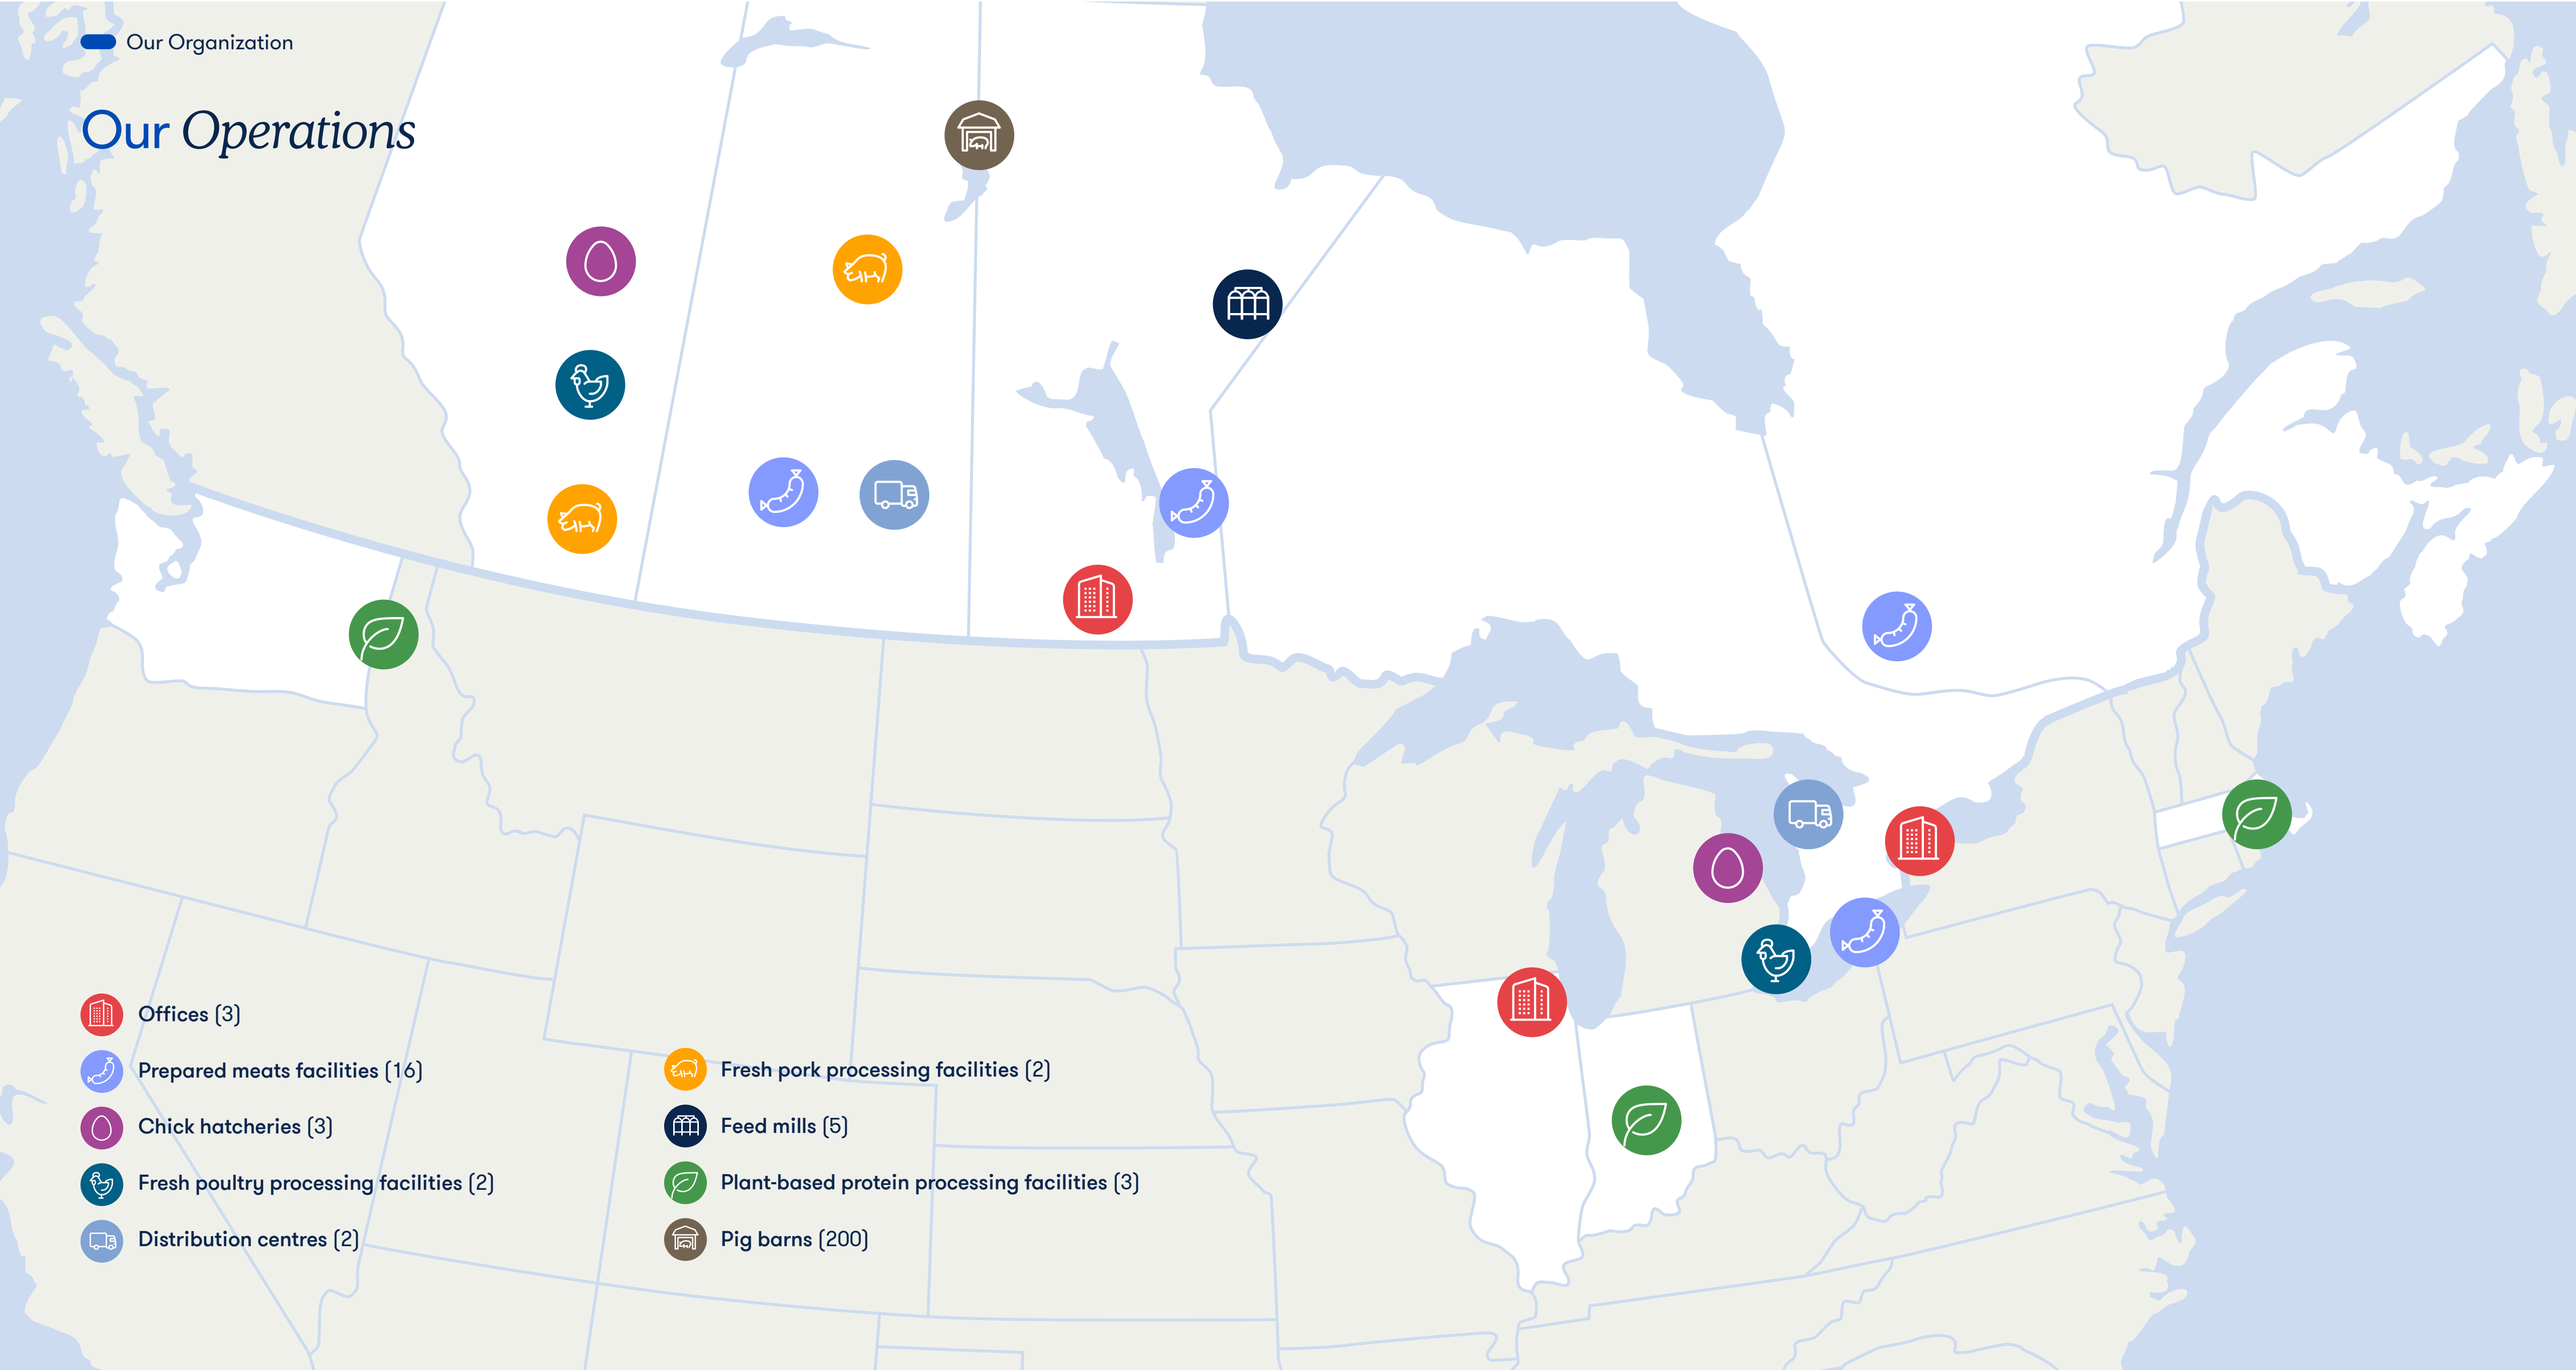 Our Organization
Our Operations
Offices (3)
Prepared meats facilities (16)
Chick hatcheries (3)
Fresh poultry processing facilities (2)
Distribution centres (2)
Fresh pork processing facilities (2)
Feed mills (5)
Plant-based protein processing facilities (3)
Pig barns (200)